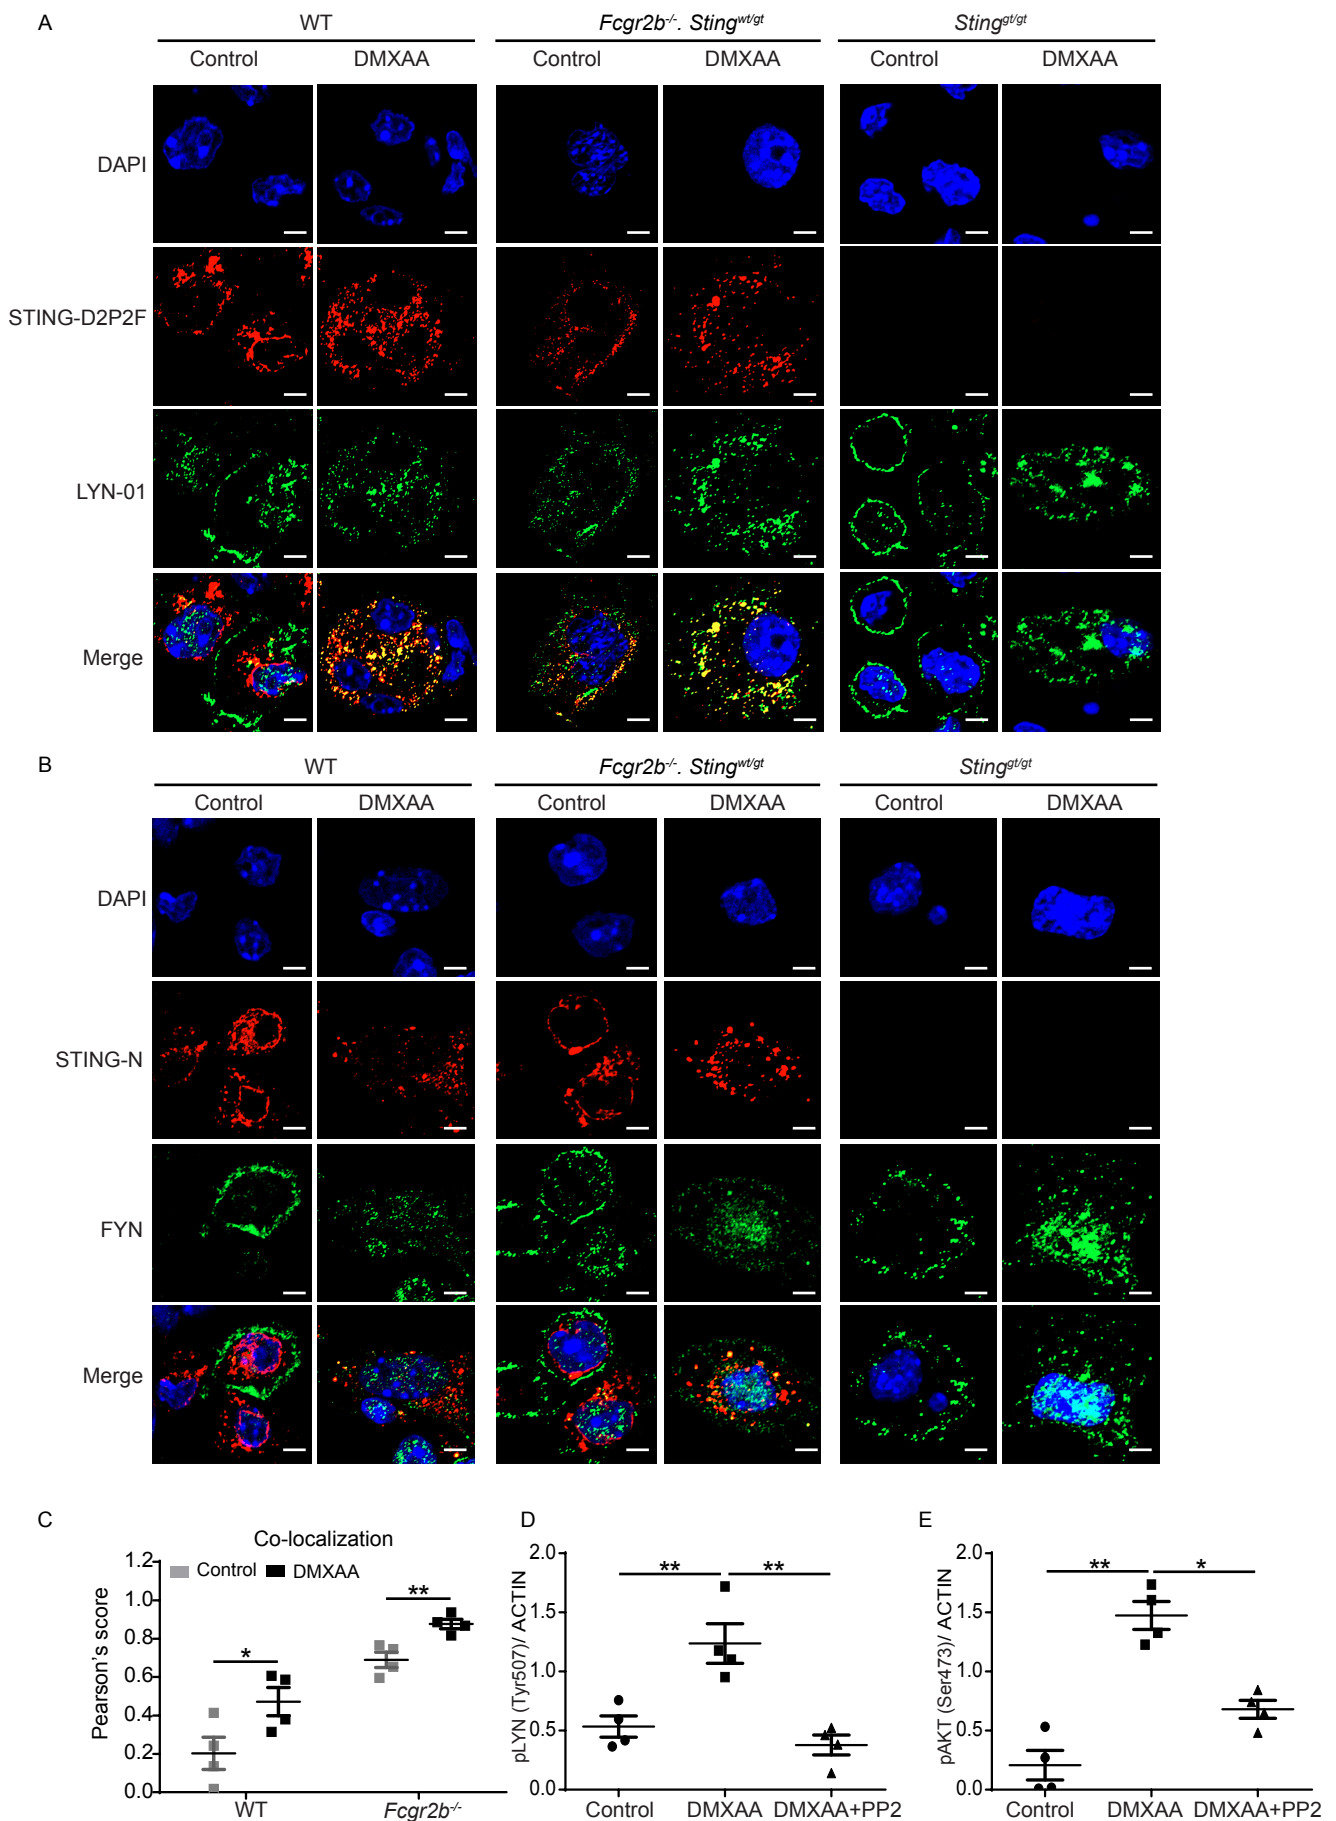 A
WT
Fcgr2b-/-. Stingwt/gt
Stinggt/gt
Control
DMXAA
Control
DMXAA
Control
DMXAA
DAPI
STING-D2P2F
LYN-01
Merge
B
WT
Fcgr2b-/-. Stingwt/gt
Stinggt/gt
Control
DMXAA
Control
DMXAA
Control
DMXAA
DAPI
STING-N
FYN
Merge
C
Co-localization
Control
DMXAA
Pearson's score
1.2
1.0
0.8
0.6
0.4
0.2
0.0
*
**
WT
Fcgr2b-/-
D
pLYN (Tyr507)/ ACTIN
2.0
1.5
1.0
0.5
0.0
**
**
Control
DMXAA
DMXAA+PP2
E
pAKT (Ser473)/ ACTIN
2.0
1.5
1.0
0.5
0.0
**
*
Control
DMXAA
DMXAA+PP2